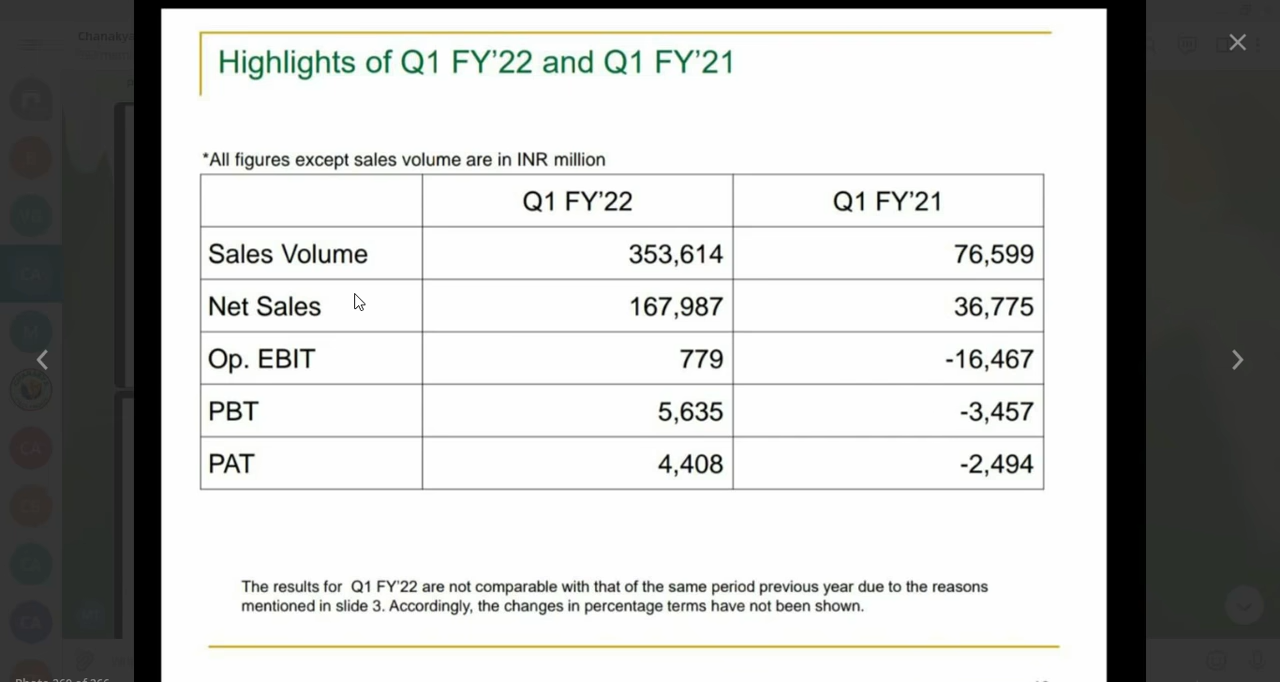 Chanakya
Highlights of Q1 FY’22 and Q1 FY’21
*All figures except sales volume are in INR million
Q1 FY’22 Q1 FY’21
Sales Volume 353,614 76,599
Net Sales 167,987 36,775
Op. EBIT 779 -16,467
PBT 5,635 -3,457
PAT 4,408 -2,494
The results for Q1 FY’22 are not comparable with that of the same period previous year due to the reasons
mentioned in slide 3. Accordingly, the changes in percentage terms have not been shown.